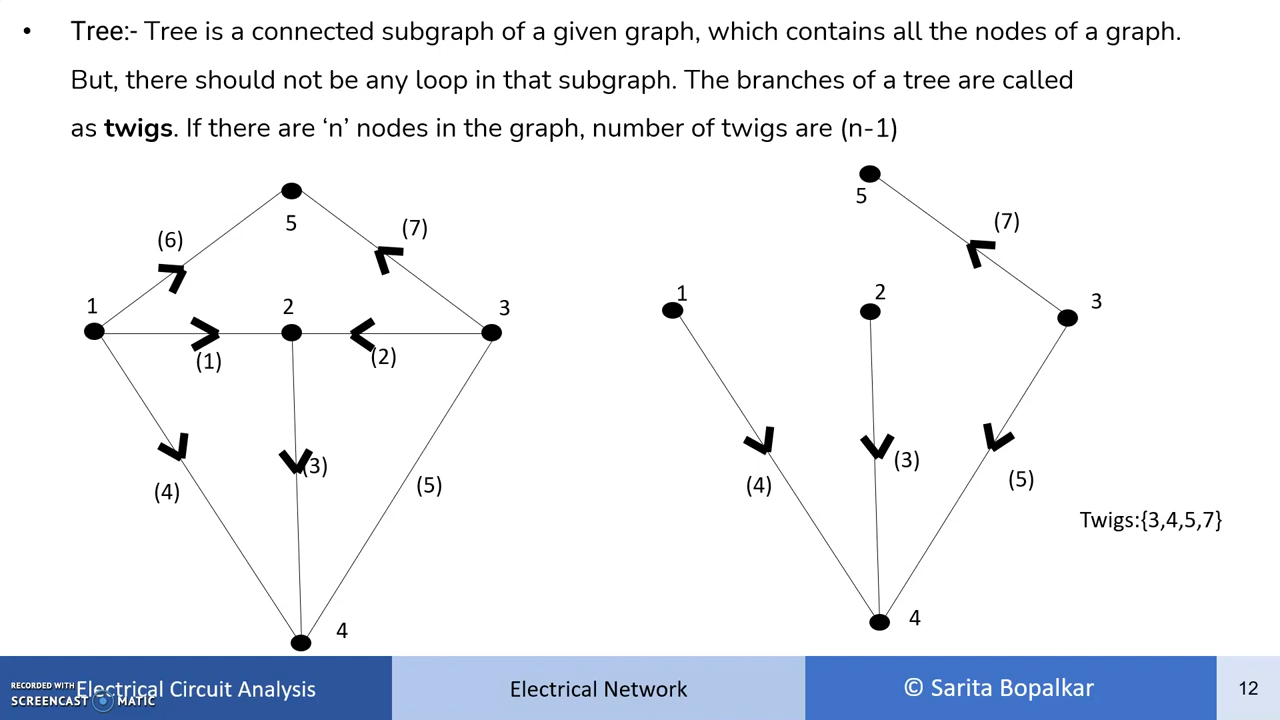 • Tree:- Tree is a connected subgraph of a given graph, which contains all the nodes of a graph.
But, there should not be any loop in that subgraph. The branches of a tree are called
as twigs. If there are ‘n’ nodes in the graph, number of twigs are (n-1)
5
(6)
(7)
1
2
3
(1)
(2)
(3)
(4)
(5)
4
5
(7)
1
2
3
(4)
(3)
(5)
4
Twigs:{3,4,5,7}
RECORDED WITH
SCREENCAST MATIC
Electrical Circuit Analysis
Electrical Network
© Sarita Bopalkar
12